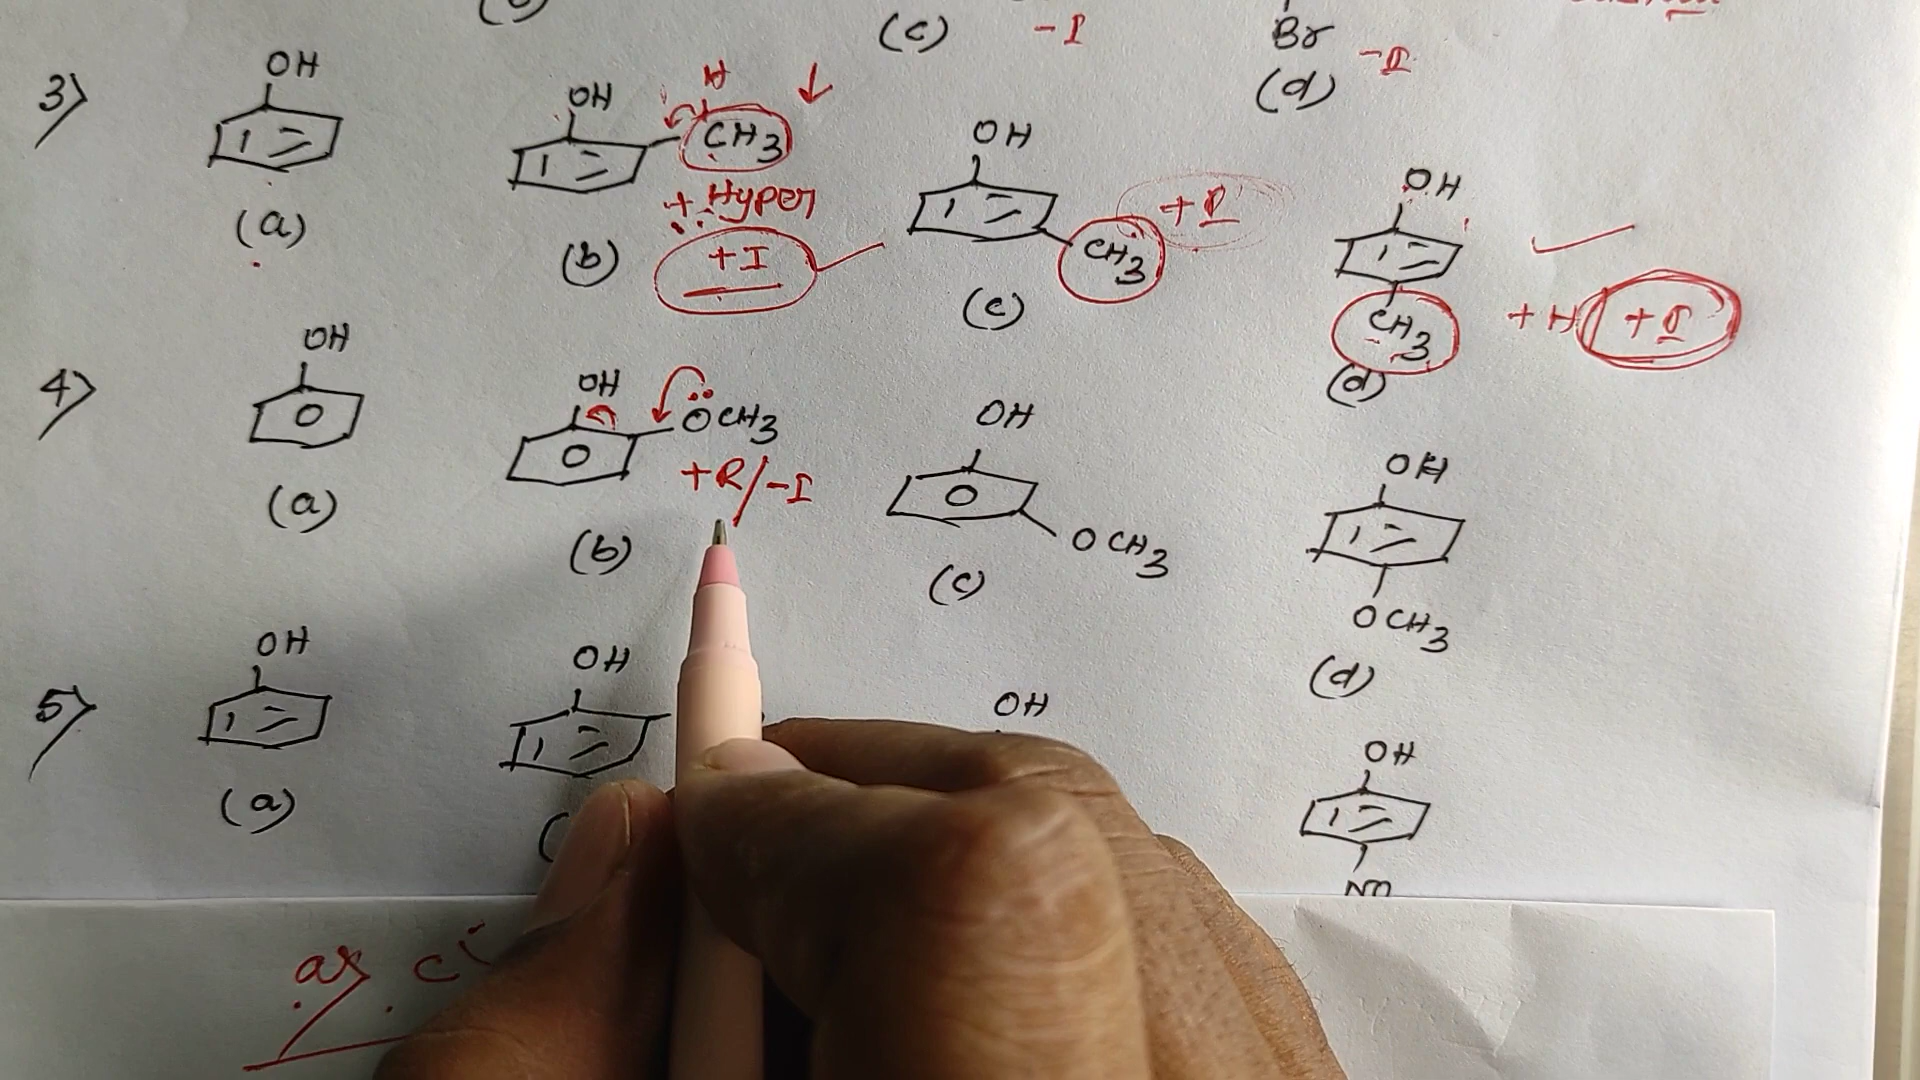 (c) -I
Br -I
(d)
3)
OH
(a)
OH
CH3
H
+ Hyper
+I
(b)
OH
CH3
+I
(c)
OH
CH3
+H +I
(d)
4)
OH
(a)
OH
OCH3
+R/-I
(b)
OH
OCH3
(c)
OH
OCH3
(d)
5)
OH
(a)
OH
OH
OH